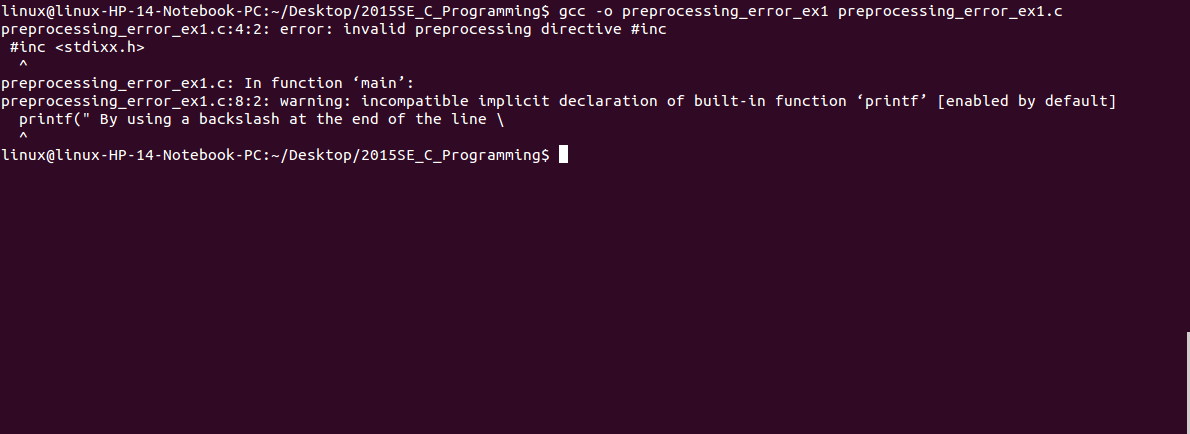 linux@linux-HP-14-Notebook-PC:~/Desktop/2015SE_C_Programming$ gcc -o preprocessing_error_ex1 preprocessing_error_ex1.c
preprocessing_error_ex1.c:4:2: error: invalid preprocessing directive #inc
 #inc <stdixx.h>
  ^
preprocessing_error_ex1.c: In function ‘main’:
preprocessing_error_ex1.c:8:2: warning: incompatible implicit declaration of built-in function ‘printf’ [enabled by default]
  printf(" By using a backslash at the end of the line \
  ^
linux@linux-HP-14-Notebook-PC:~/Desktop/2015SE_C_Programming$